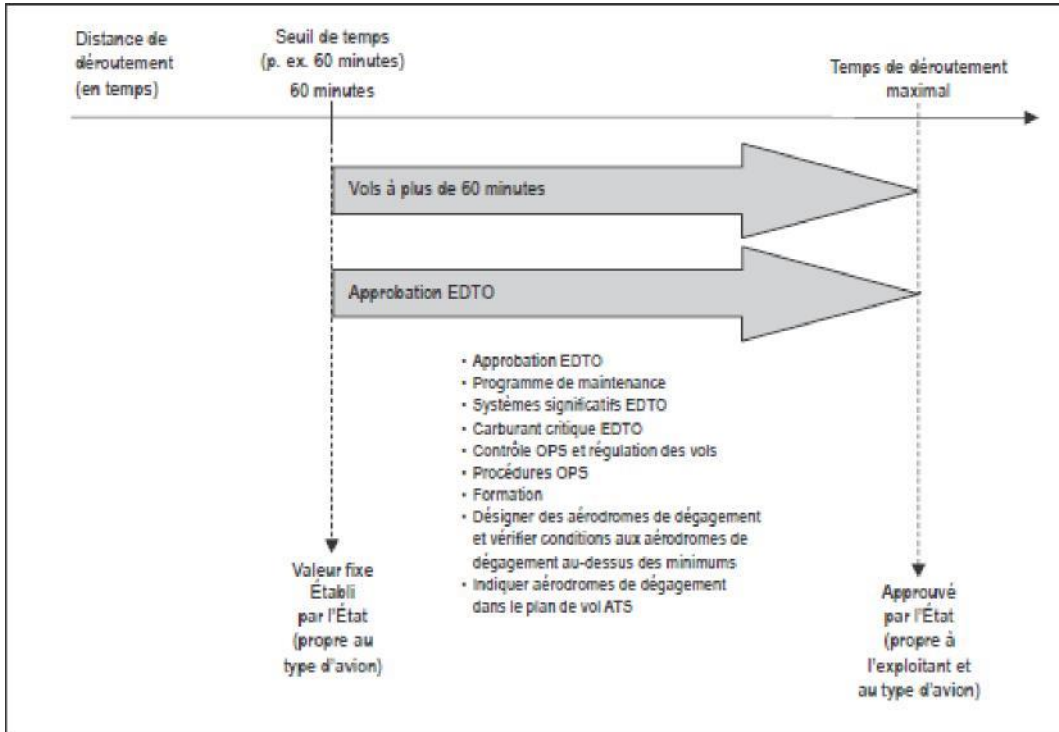 Distance de
déroutement
(en temps)
Seuil de temps
(p. ex. 60 minutes)
60 minutes
Temps de déroutement
maximal
Vols à plus de 60 minutes
Approbation EDTO
• Approbation EDTO
• Programme de maintenance
• Systèmes significatifs EDTO
• Carburant critique EDTO
• Contrôle OPS et régulation des vols
• Procédures OPS
• Formation
• Désigner des aérodromes de dégagement
et vérifier conditions aux aérodromes de
dégagement au-dessus des minimums
• Indiquer aérodromes de dégagement
dans le plan de vol ATS
Valeur fixe
Établi
par l'État
(propre au
type d'avion)
Approuvé
par l'État
(propre à
l'exploitant et
au type d'avion)